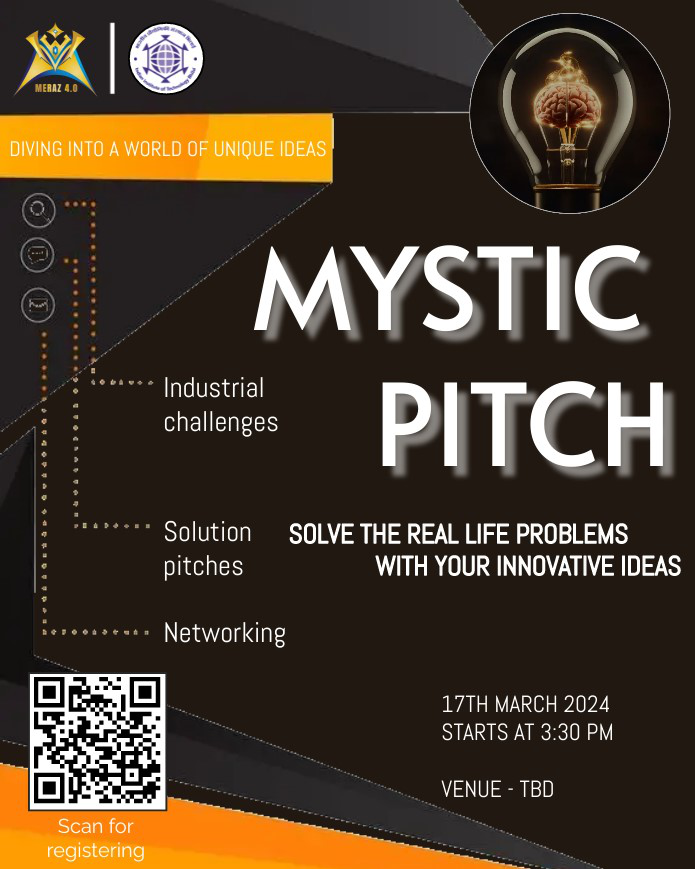 MERAZ 4.0
DIVING INTO A WORLD OF UNIQUE IDEAS
MYSTIC
PITCH
Industrial
challenges
Solution
pitches
SOLVE THE REAL LIFE PROBLEMS
WITH YOUR INNOVATIVE IDEAS
Networking
17TH MARCH 2024
STARTS AT 3:30 PM
VENUE - TBD
Scan for
registering